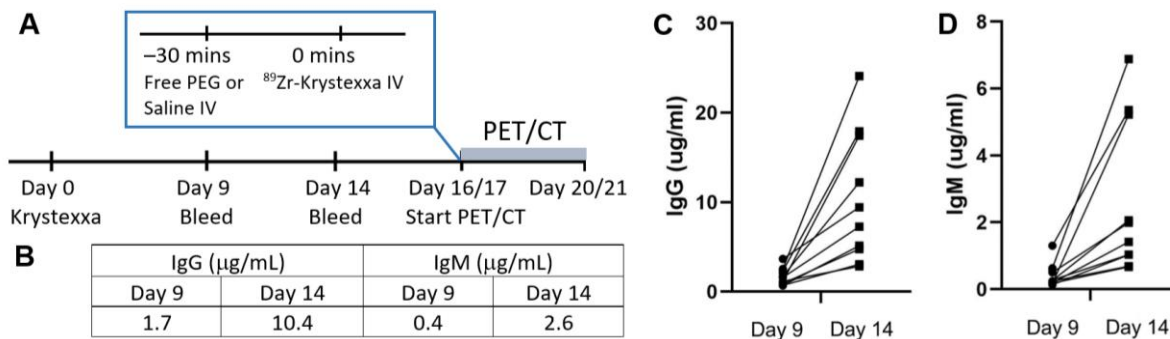 A
–30 mins 0 mins
Free PEG or ⁸⁹Zr-Krystexxa IV
Saline IV
PET/CT
Day 0 Day 9 Day 14 Day 16/17 Day 20/21
Krystexxa Bleed Bleed Start PET/CT
B
IgG (μg/mL) IgM (μg/mL)
Day 9 Day 14 Day 9 Day 14
1.7 10.4 0.4 2.6
C
IgG (ug/ml)
30
20
10
0
Day 9 Day 14
D
IgM (ug/ml)
8
6
4
2
0
Day 9 Day 14